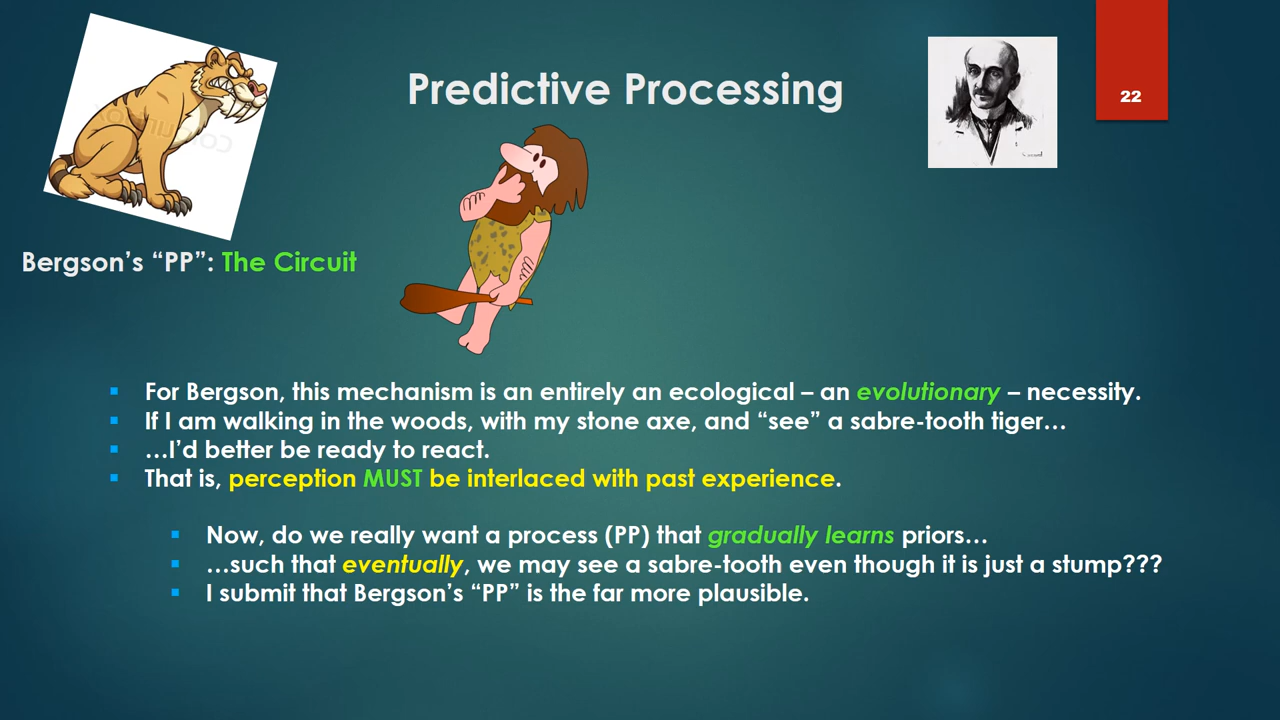 Predictive Processing
22
Bergson's “PP”: The Circuit
For Bergson, this mechanism is an entirely an ecological – an evolutionary – necessity.
If I am walking in the woods, with my stone axe, and “see” a sabre-tooth tiger…
…I'd better be ready to react.
That is, perception MUST be interlaced with past experience.
Now, do we really want a process (PP) that gradually learns priors…
…such that eventually, we may see a sabre-tooth even though it is just a stump???
I submit that Bergson's “PP” is the far more plausible.